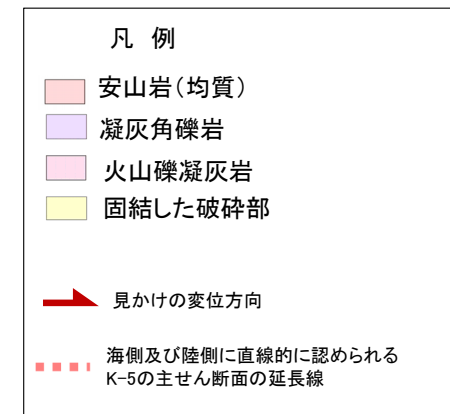 凡 例
安山岩(均質)
凝灰角礫岩
火山礫凝灰岩
固結した破砕部
見かけの変位方向
海側及び陸側に直線的に認められる
K-5の主せん断面の延長線